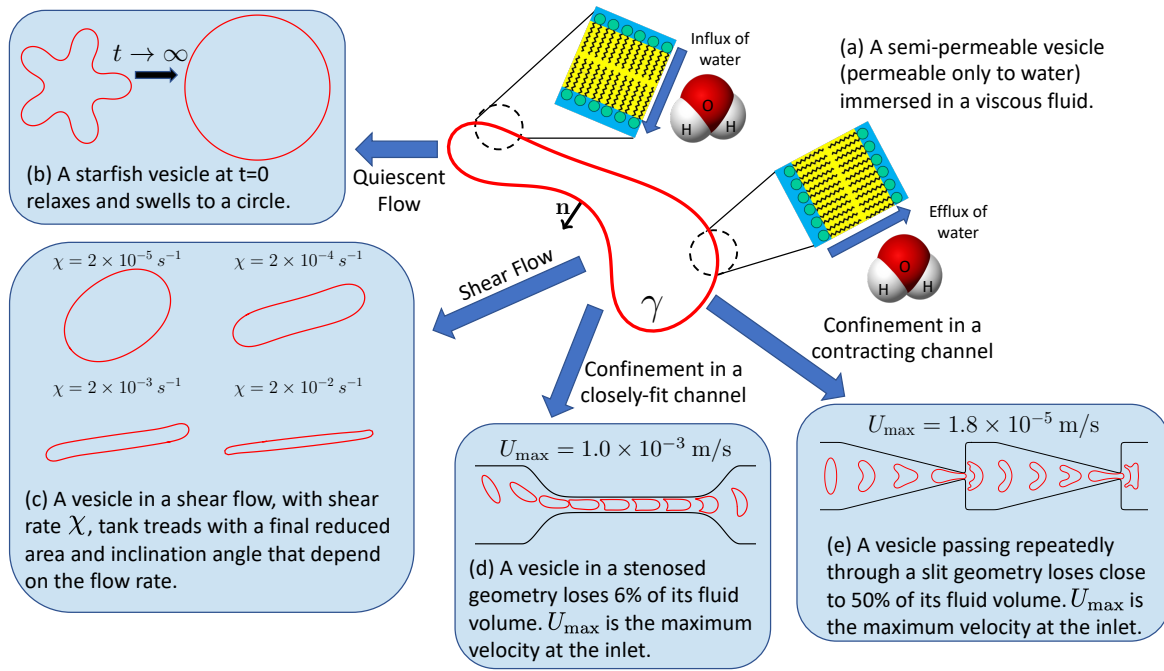 t → ∞
(b) A starfish vesicle at t=0
relaxes and swells to a circle.
Quiescent
Flow
n
Influx of
water
O
H H
(a) A semi-permeable vesicle
(permeable only to water)
immersed in a viscous fluid.
Efflux of
water
O
H H
γ
Shear Flow
χ = 2 × 10⁻⁵ s⁻¹
χ = 2 × 10⁻⁴ s⁻¹
χ = 2 × 10⁻³ s⁻¹
χ = 2 × 10⁻² s⁻¹
(c) A vesicle in a shear flow, with shear
rate χ, tank treads with a final reduced
area and inclination angle that depend
on the flow rate.
Confinement in a
closely-fit channel
U_max = 1.0 × 10⁻³ m/s
(d) A vesicle in a stenosed
geometry loses 6% of its fluid
volume. U_max is the maximum
velocity at the inlet.
Confinement in a
contracting channel
U_max = 1.8 × 10⁻⁵ m/s
(e) A vesicle passing repeatedly
through a slit geometry loses close
to 50% of its fluid volume. U_max is
the maximum velocity at the inlet.